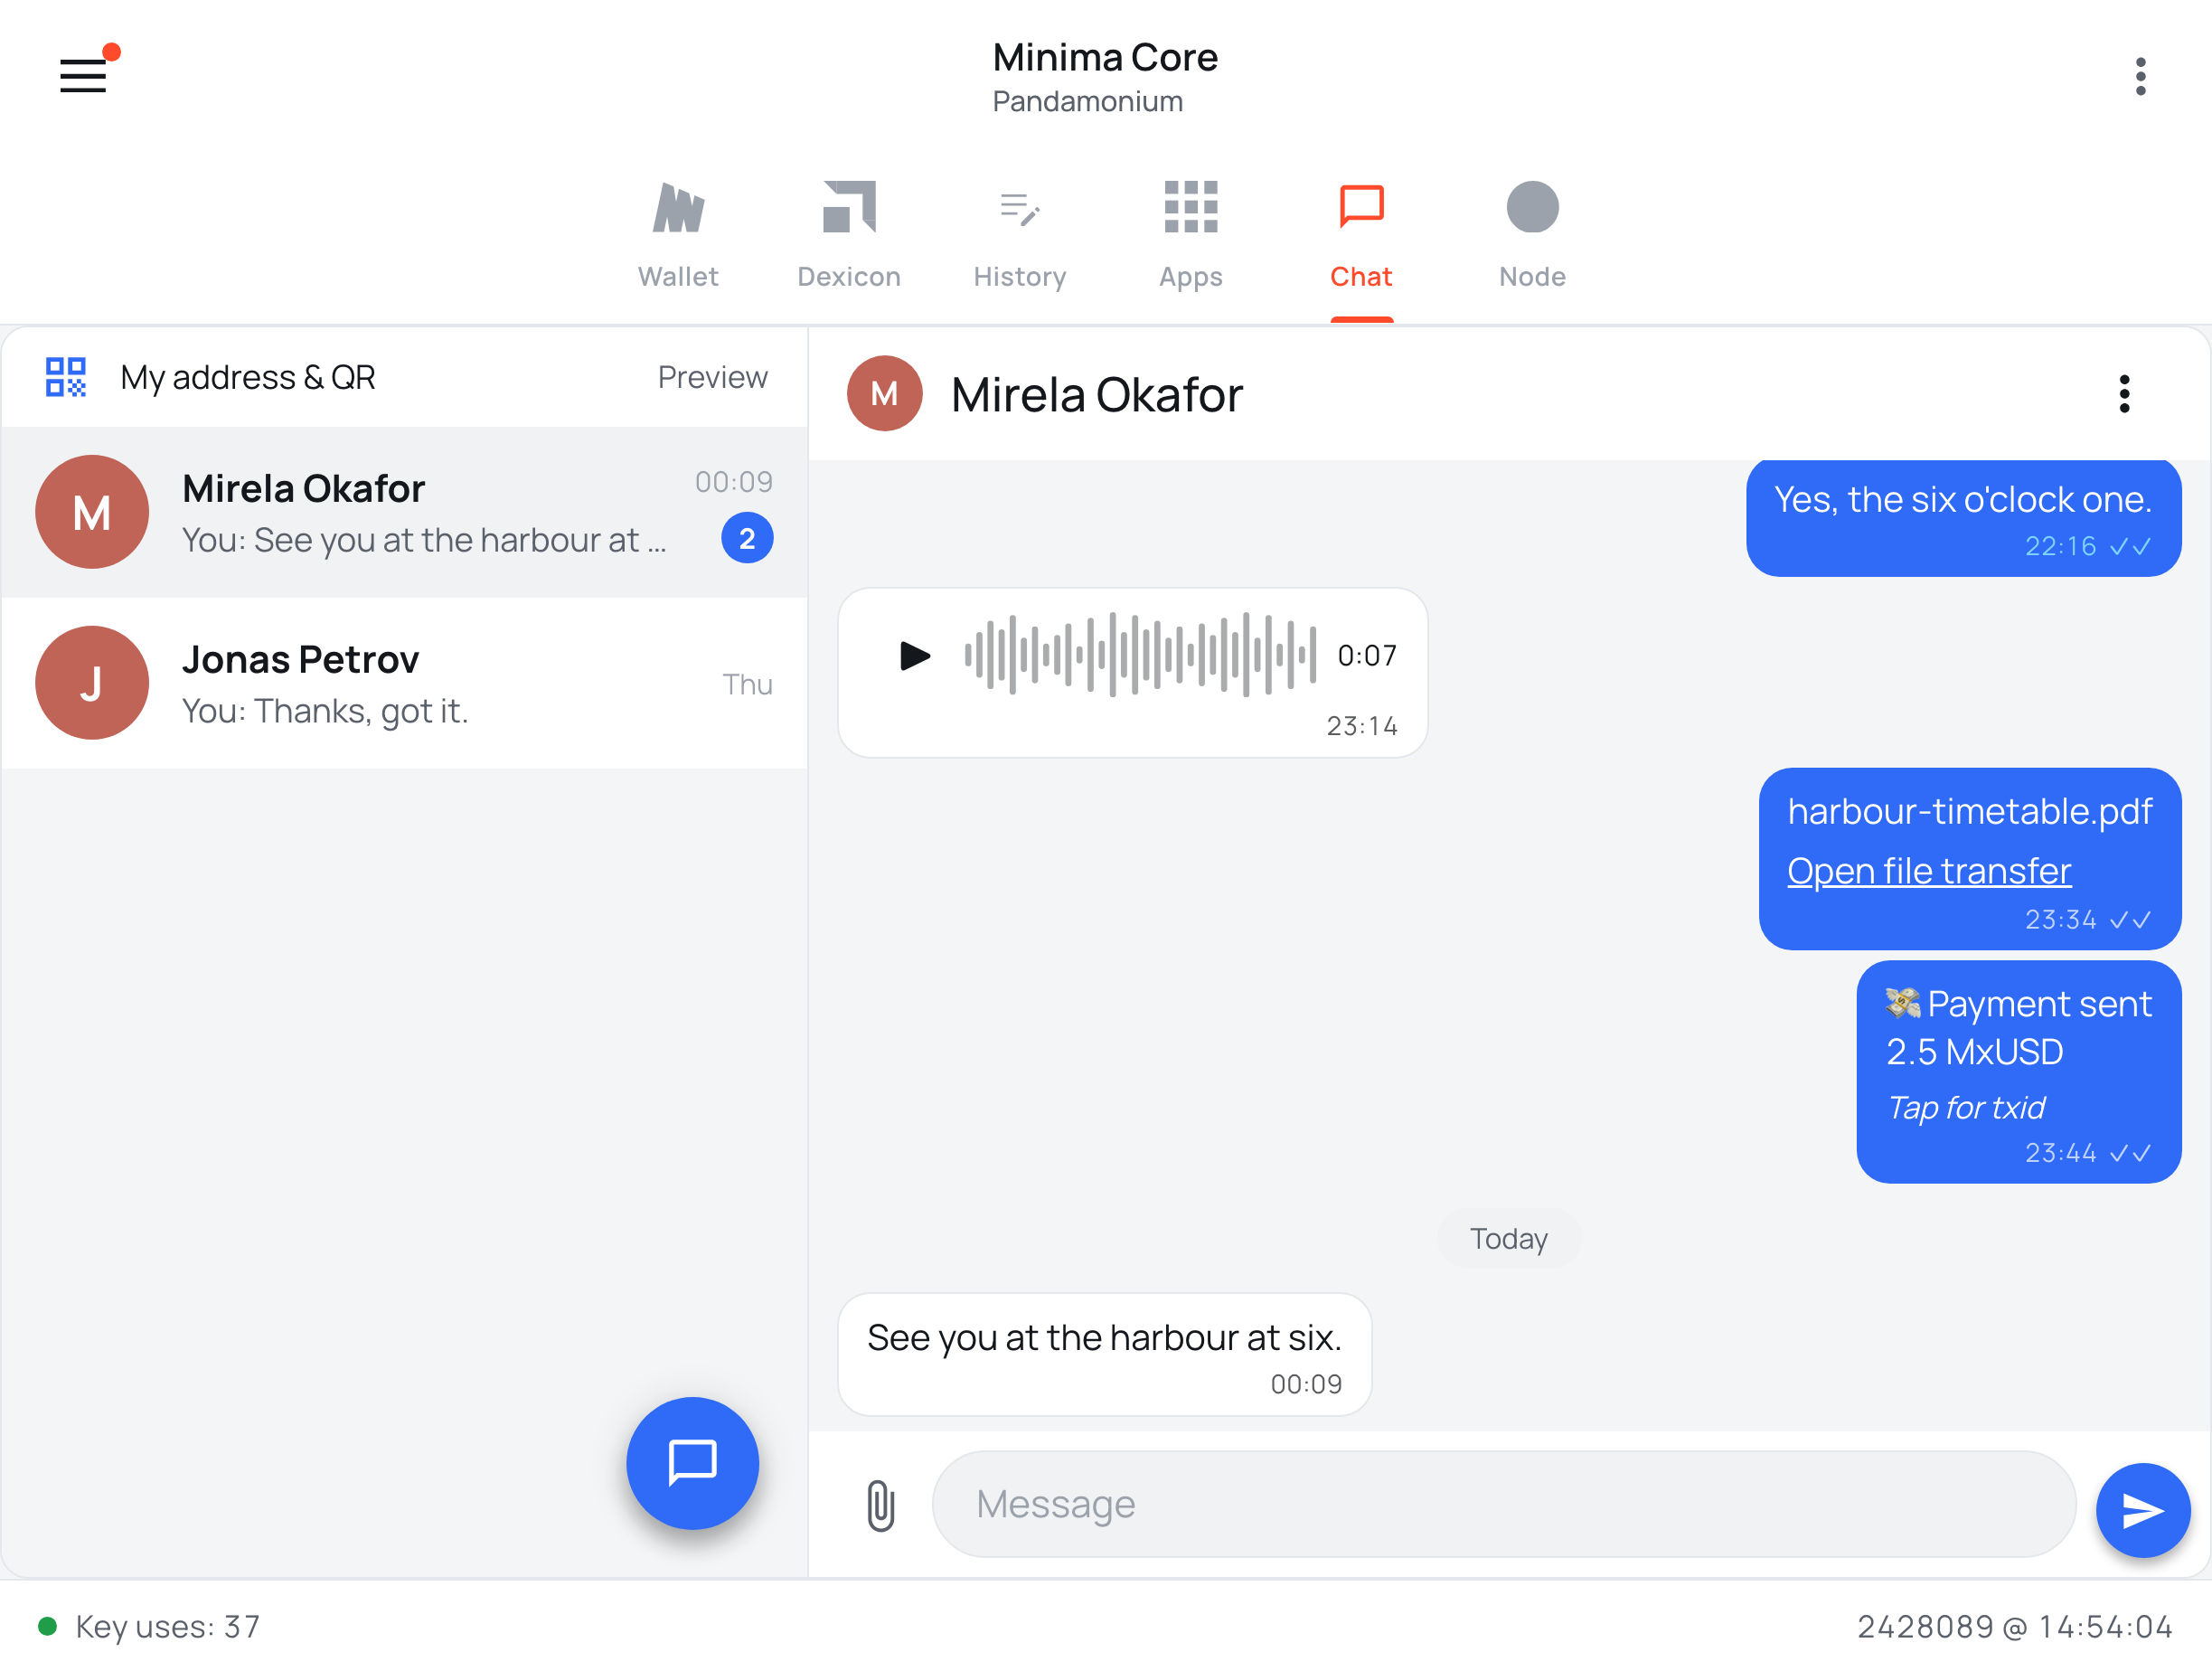 Minima Core
Pandamonium
Wallet
Dexicon
History
Apps
Chat
Node
My address & QR
Preview
M
Mirela Okafor
00:09
You: See you at the harbour at ...
2
J
Jonas Petrov
Thu
You: Thanks, got it.
M
Mirela Okafor
Yes, the six o'clock one.
22:16 ✓✓
0:07
23:14
harbour-timetable.pdf
Open file transfer
23:34 ✓✓
💸 Payment sent
2.5 MxUSD
Tap for txid
23:44 ✓✓
Today
See you at the harbour at six.
00:09
Message
Key uses: 37
2428089 @ 14:54:04